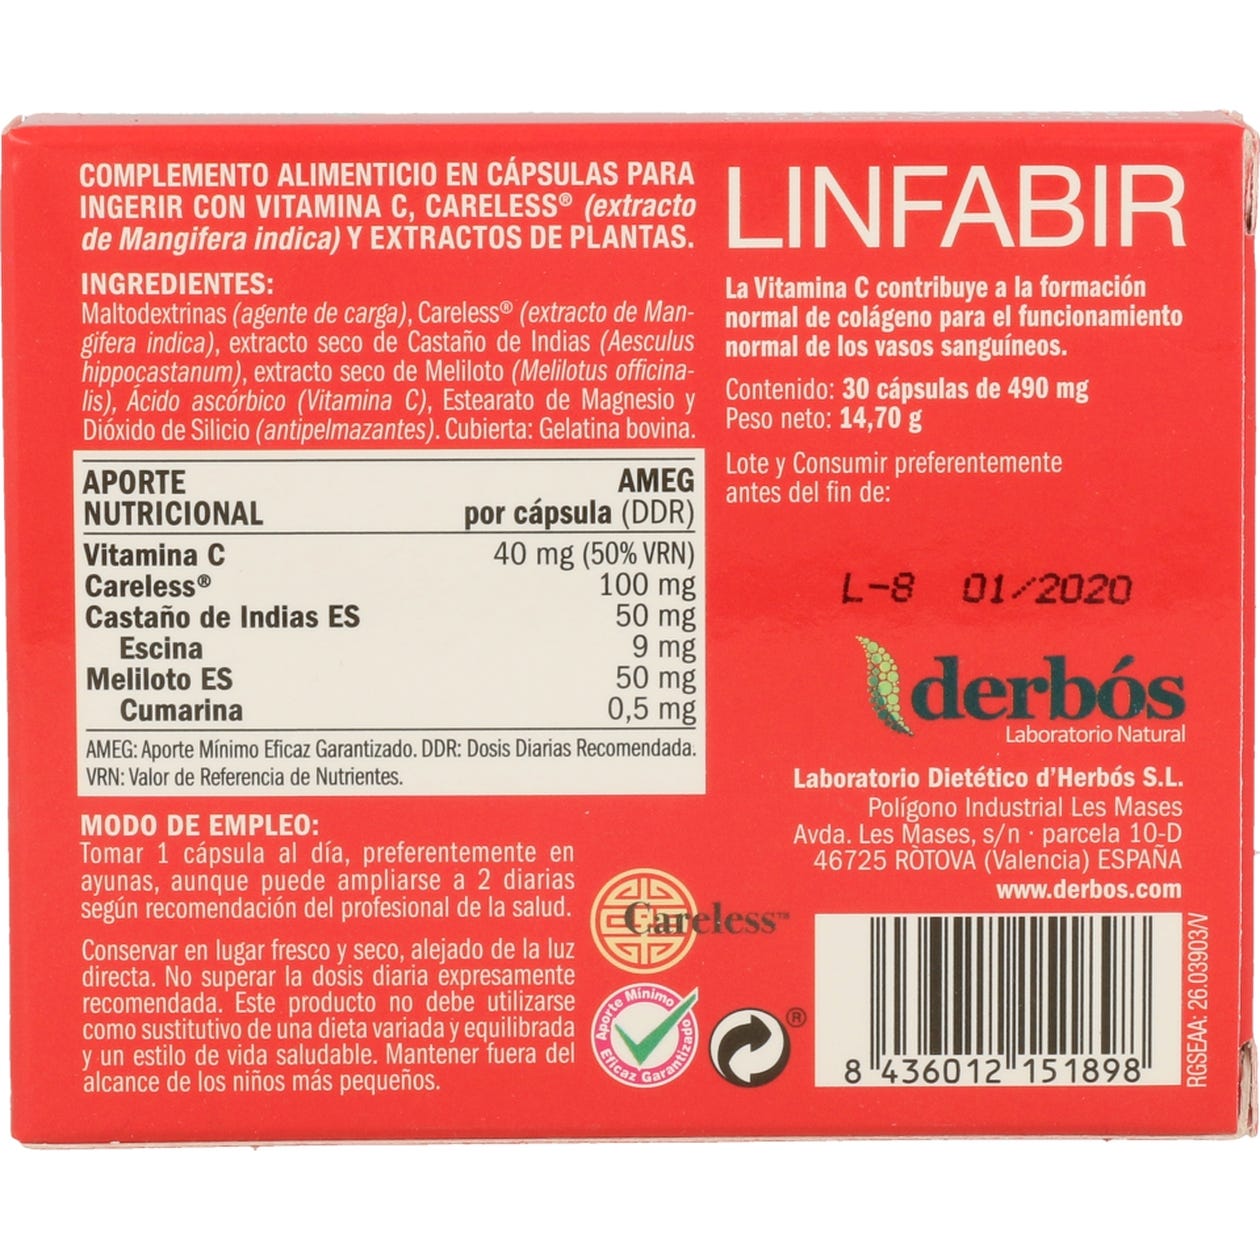 COMPLEMENTO ALIMENTICIO EN CÁPSULAS PARA
INGERIR CON VITAMINA C, CARELESS® (extracto
de Mangifera indica) Y EXTRACTOS DE PLANTAS.
INGREDIENTES:
Maltodextrinas (agente de carga), Careless® (extracto de Man-
gifera indica), extracto seco de Castaño de Indias (Aesculus
hippocastanum), extracto seco de Meliloto (Melilotus officina-
lis), Ácido ascórbico (Vitamina C), Estearato de Magnesio y
Dióxido de Silicio (antipelmazantes). Cubierta: Gelatina bovina.
APORTE AMEG
NUTRICIONAL por cápsula (DDR)
Vitamina C 40 mg (50% VRN)
Careless® 100 mg
Castaño de Indias ES 50 mg
Escina 9 mg
Meliloto ES 50 mg
Cumarina 0,5 mg
AMEG: Aporte Mínimo Eficaz Garantizado. DDR: Dosis Diarias Recomendada.
VRN: Valor de Referencia de Nutrientes.
MODO DE EMPLEO:
Tomar 1 cápsula al día, preferentemente en
ayunas, aunque puede ampliarse a 2 diarias
según recomendación del profesional de la salud.
Conservar en lugar fresco y seco, alejado de la luz
directa. No superar la dosis diaria expresamente
recomendada. Este producto no debe utilizarse
como sustitutivo de una dieta variada y equilibrada
y un estilo de vida saludable. Mantener fuera del
alcance de los niños más pequeños.
Careless™
Aporte Mínimo
Eficaz Garantizado
®
LINFABIR
La Vitamina C contribuye a la formación
normal de colágeno para el funcionamiento
normal de los vasos sanguíneos.
Contenido: 30 cápsulas de 490 mg
Peso neto: 14,70 g
Lote y Consumir preferentemente
antes del fin de:
L-8 01/2020
derbós
Laboratorio Natural
Laboratorio Dietético d'Herbós S.L.
Polígono Industrial Les Mases
Avda. Les Mases, s/n · parcela 10-D
46725 RÒTOVA (Valencia) ESPAÑA
www.derbos.com
8 436012 151898
RGSEAA: 26.03903/V